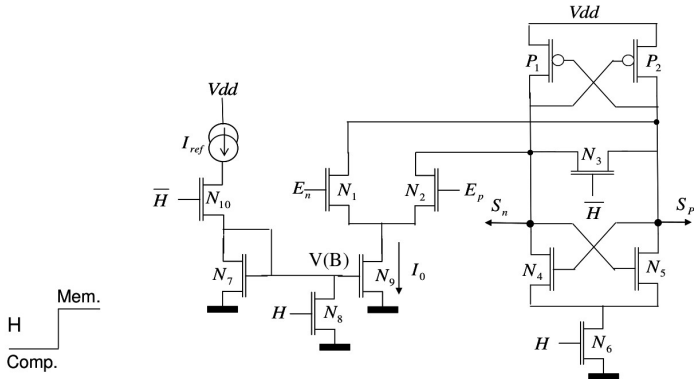 Vdd
P1
P2
Vdd
Iref
H̅
N10
En
N1
N2
Ep
N3
H̅
Sn
SP
N7
V(B)
N9
I0
N4
N5
H
N8
H
N6
Mem.
H
Comp.